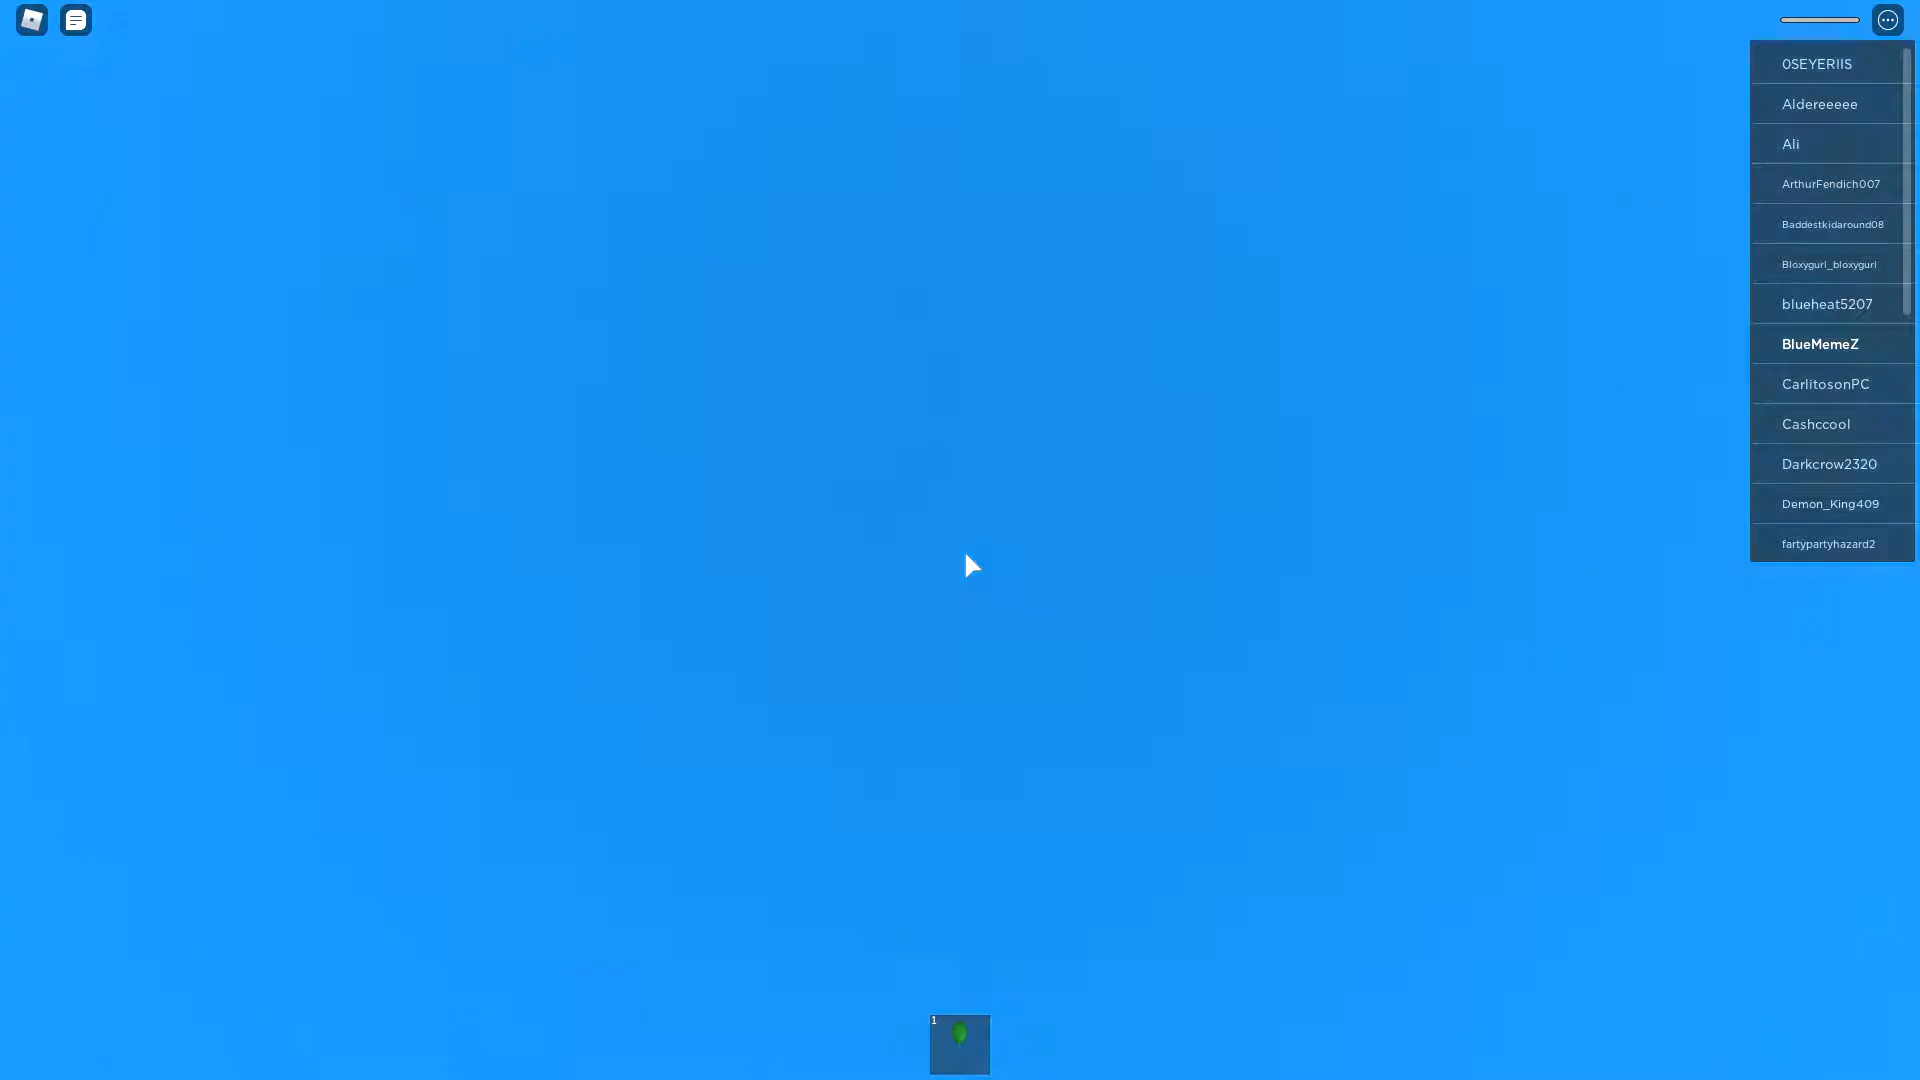 0SEYERIIS
Aldereeeee
Ali
ArthurFendich007
Baddestkidaround08
Bloxygurl_bloxygurl
blueheat5207
BlueMemeZ
CarlitosonPC
Cashccool
Darkcrow2320
Demon_King409
fartypartyhazard2
1